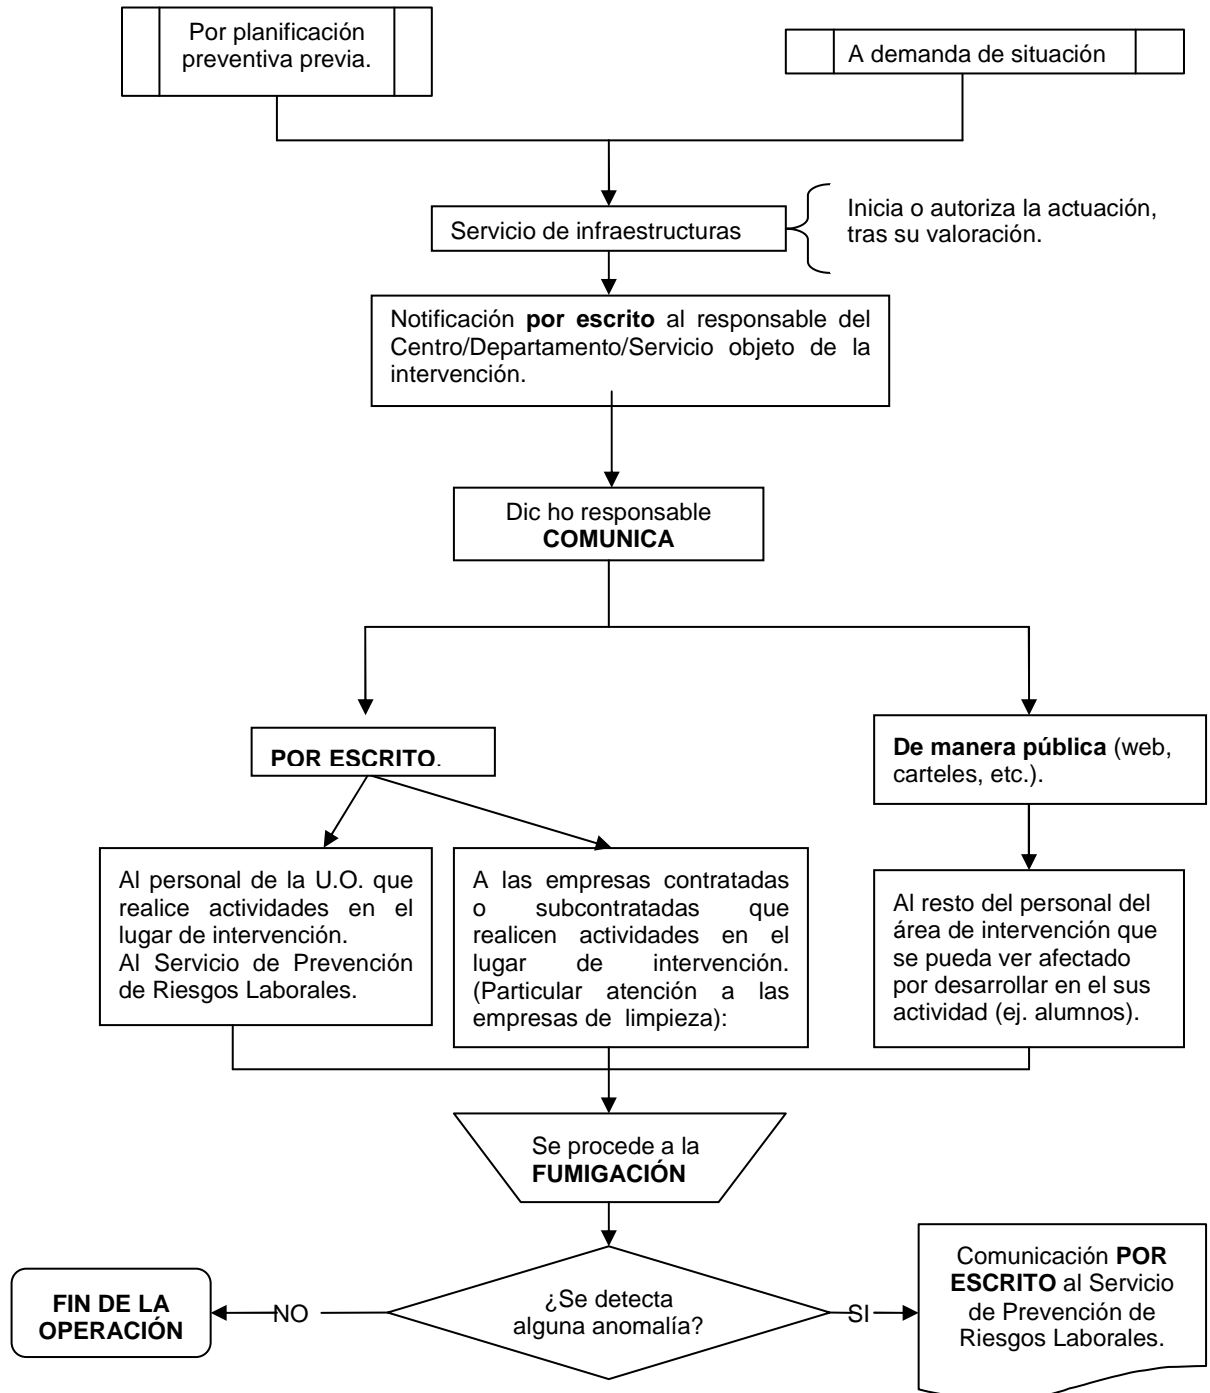 Por planificación
preventiva previa.
A demanda de situación
Servicio de infraestructuras
Inicia o autoriza la actuación,
tras su valoración.
Notificación por escrito al responsable del
Centro/Departamento/Servicio objeto de la
intervención.
Dic ho responsable
COMUNICA
POR ESCRITO.
De manera pública (web,
carteles, etc.).
Al personal de la U.O. que
realice actividades en el
lugar de intervención.
Al Servicio de Prevención
de Riesgos Laborales.
A las empresas contratadas
o subcontratadas que
realicen actividades en el
lugar de intervención.
(Particular atención a las
empresas de limpieza):
Al resto del personal del
área de intervención que
se pueda ver afectado
por desarrollar en el sus
actividad (ej. alumnos).
Se procede a la
FUMIGACIÓN
¿Se detecta
alguna anomalía?
NO
FIN DE LA
OPERACIÓN
SI
Comunicación POR
ESCRITO al Servicio
de Prevención de
Riesgos Laborales.